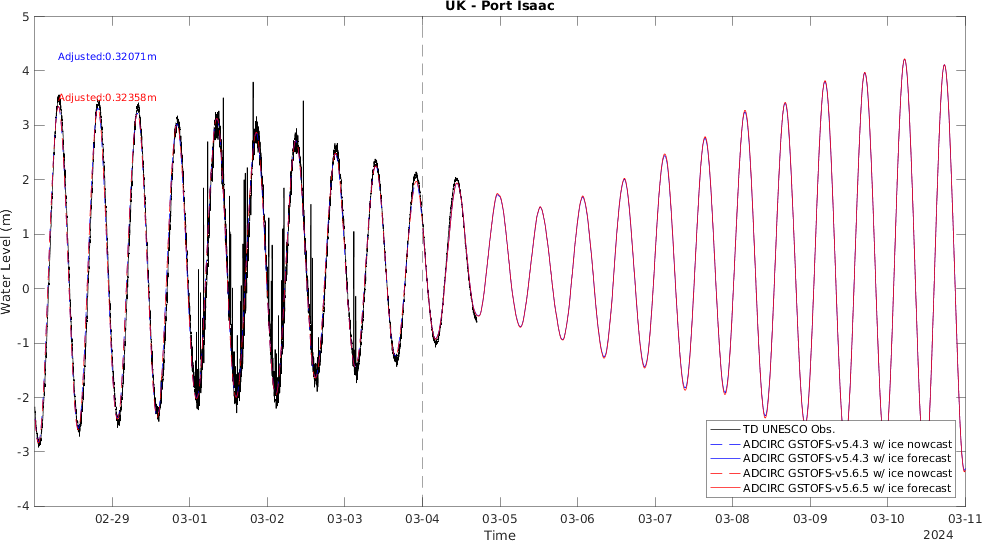 UK - Port Isaac
5
Adjusted:0.32071m
4
Adjusted:0.32358m
3
2
1
0
-1
-2
-3
-4
Water Level (m)
TD UNESCO Obs.
ADCIRC GSTOFS-v5.4.3 w/ ice nowcast
ADCIRC GSTOFS-v5.4.3 w/ ice forecast
ADCIRC GSTOFS-v5.6.5 w/ ice nowcast
ADCIRC GSTOFS-v5.6.5 w/ ice forecast
02-29 03-01 03-02 03-03 03-04 03-05 03-06 03-07 03-08 03-09 03-10 03-11
Time
2024